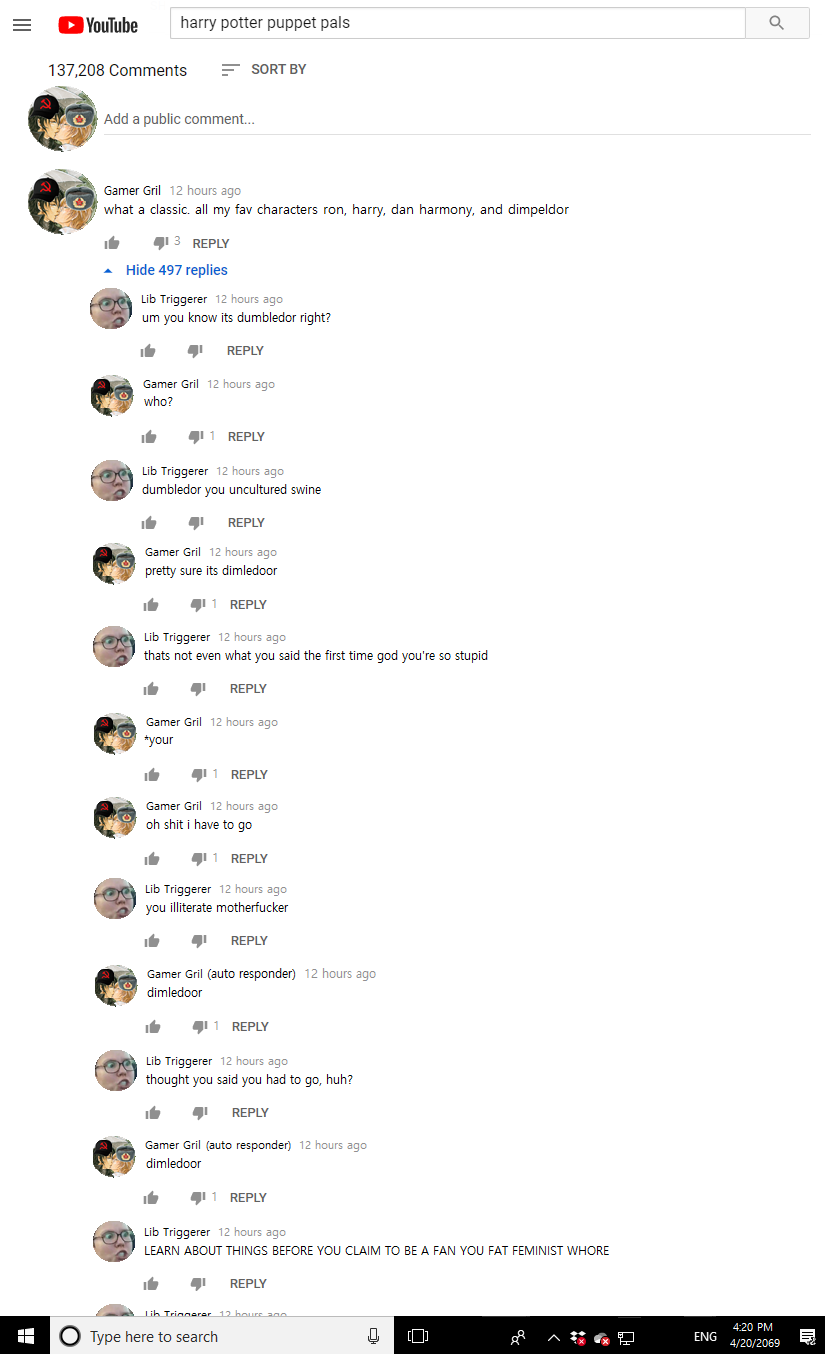 YouTube
harry potter puppet pals
137,208 Comments
SORT BY
Add a public comment...
Gamer Gril 12 hours ago
what a classic. all my fav characters ron, harry, dan harmony, and dimpeldor
3 REPLY
Hide 497 replies
Lib Triggerer 12 hours ago
um you know its dumbledor right?
REPLY
Gamer Gril 12 hours ago
who?
1 REPLY
Lib Triggerer 12 hours ago
dumbledor you uncultured swine
REPLY
Gamer Gril 12 hours ago
pretty sure its dimledoor
1 REPLY
Lib Triggerer 12 hours ago
thats not even what you said the first time god you're so stupid
REPLY
Gamer Gril 12 hours ago
*your
1 REPLY
Gamer Gril 12 hours ago
oh shit i have to go
1 REPLY
Lib Triggerer 12 hours ago
you illiterate motherfucker
REPLY
Gamer Gril (auto responder) 12 hours ago
dimledoor
1 REPLY
Lib Triggerer 12 hours ago
thought you said you had to go, huh?
REPLY
Gamer Gril (auto responder) 12 hours ago
dimledoor
1 REPLY
Lib Triggerer 12 hours ago
LEARN ABOUT THINGS BEFORE YOU CLAIM TO BE A FAN YOU FAT FEMINIST WHORE
REPLY
Lib Triggerer 12 hours ago
Type here to search
ENG
4:20 PM
4/20/2069